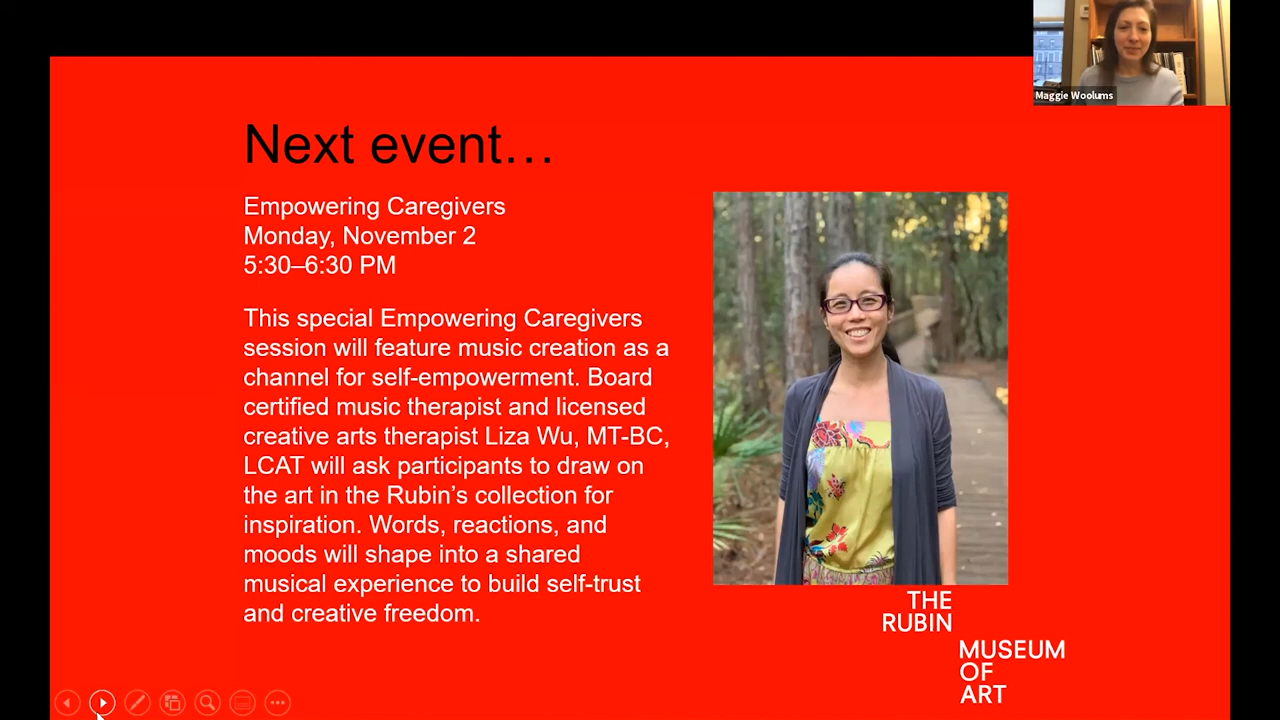 Maggie Woolums
Next event…
Empowering Caregivers
Monday, November 2
5:30–6:30 PM
This special Empowering Caregivers
session will feature music creation as a
channel for self-empowerment. Board
certified music therapist and licensed
creative arts therapist Liza Wu, MT-BC,
LCAT will ask participants to draw on
the art in the Rubin’s collection for
inspiration. Words, reactions, and
moods will shape into a shared
musical experience to build self-trust
and creative freedom.
THE
RUBIN
MUSEUM
OF
ART